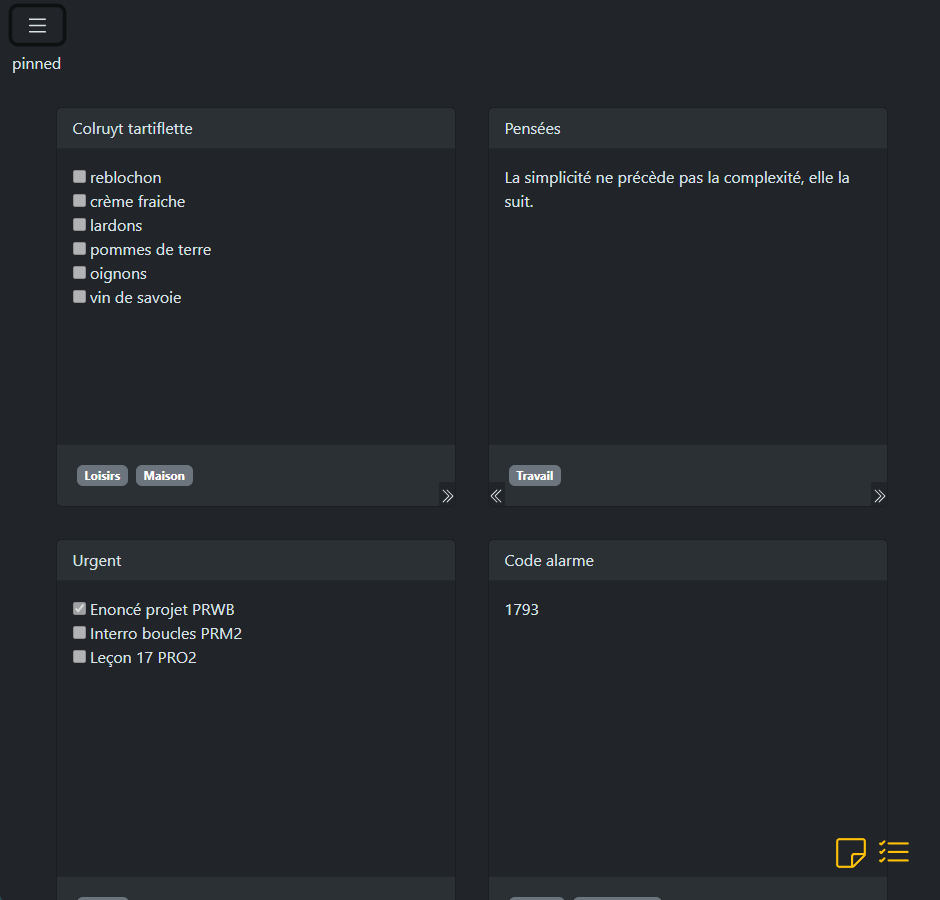 pinned
Colruyt tartiflette
reblochon
crème fraiche
lardons
pommes de terre
oignons
vin de savoie
Loisirs Maison
Pensées
La simplicité ne précède pas la complexité, elle la
suit.
Travail
Urgent
Enoncé projet PRWB
Interro boucles PRM2
Leçon 17 PRO2
Code alarme
1793